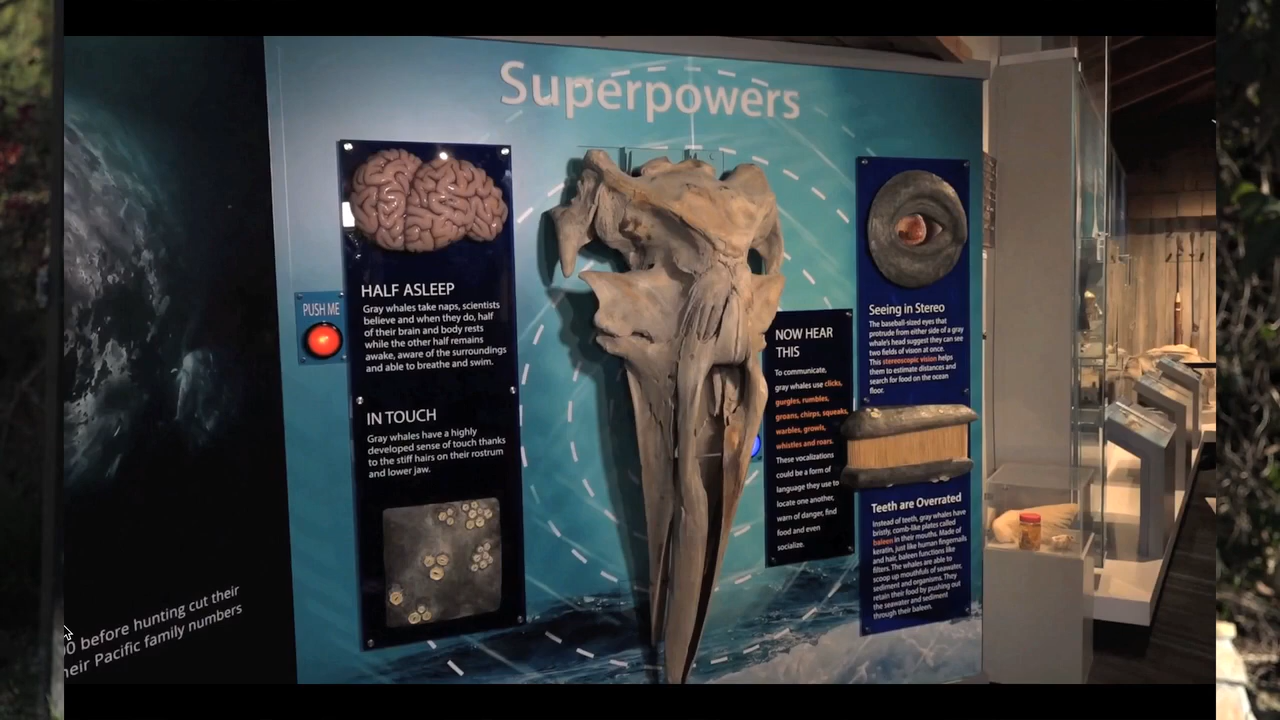 Superpowers
PUSH ME
HALF ASLEEP
Gray whales take naps, scientists
believe and when they do, half
of their brain and body rests
while the other half remains
awake, aware of the surroundings
and able to breathe and swim.
IN TOUCH
Gray whales have a highly
developed sense of touch thanks
to the stiff hairs on their rostrum
and lower jaw.
NOW HEAR
THIS
To communicate,
gray whales use clicks,
gurgles, rumbles,
groans, chirps, squeaks,
warbles, growls,
whistles and roars.
These vocalizations
could be a form of
language they use to
locate one another,
warn of danger, find
food and even
socialize.
Seeing in Stereo
The baseball-sized eyes that
protrude from either side of a gray
whale's head suggest they can see
two fields of vision at once.
This stereoscopic vision helps
them to estimate distances and
search for food on the ocean
floor.
Teeth are Overrated
Instead of teeth, gray whales have
bristly, comb-like plates called
baleen in their mouths. Made of
keratin, just like human fingernails
and hair, baleen functions like
filters. The whales are able to
scoop up mouthfuls of seawater,
sediment and organisms. They
retain their food by pushing out
the seawater and sediment
through their baleen.
00 before hunting cut their
heir Pacific family numbers